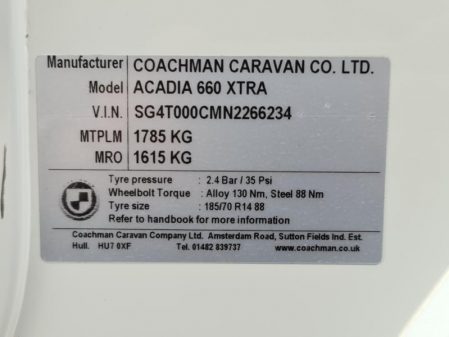 Manufacturer COACHMAN CARAVAN CO. LTD.
Model ACADIA 660 XTRA
V.I.N. SG4T000CMN2266234
MTPLM 1785 KG
MRO 1615 KG
Tyre pressure : 2.4 Bar / 35 Psi
Wheelbolt Torque : Alloy 130 Nm, Steel 88 Nm
Tyre size : 185/70 R14 88
Refer to handbook for more information
Coachman Caravan Company Ltd. Amsterdam Road, Sutton Fields Ind. Est.
Hull. HU7 0XF Tel. 01482 839737 www.coachman.co.uk